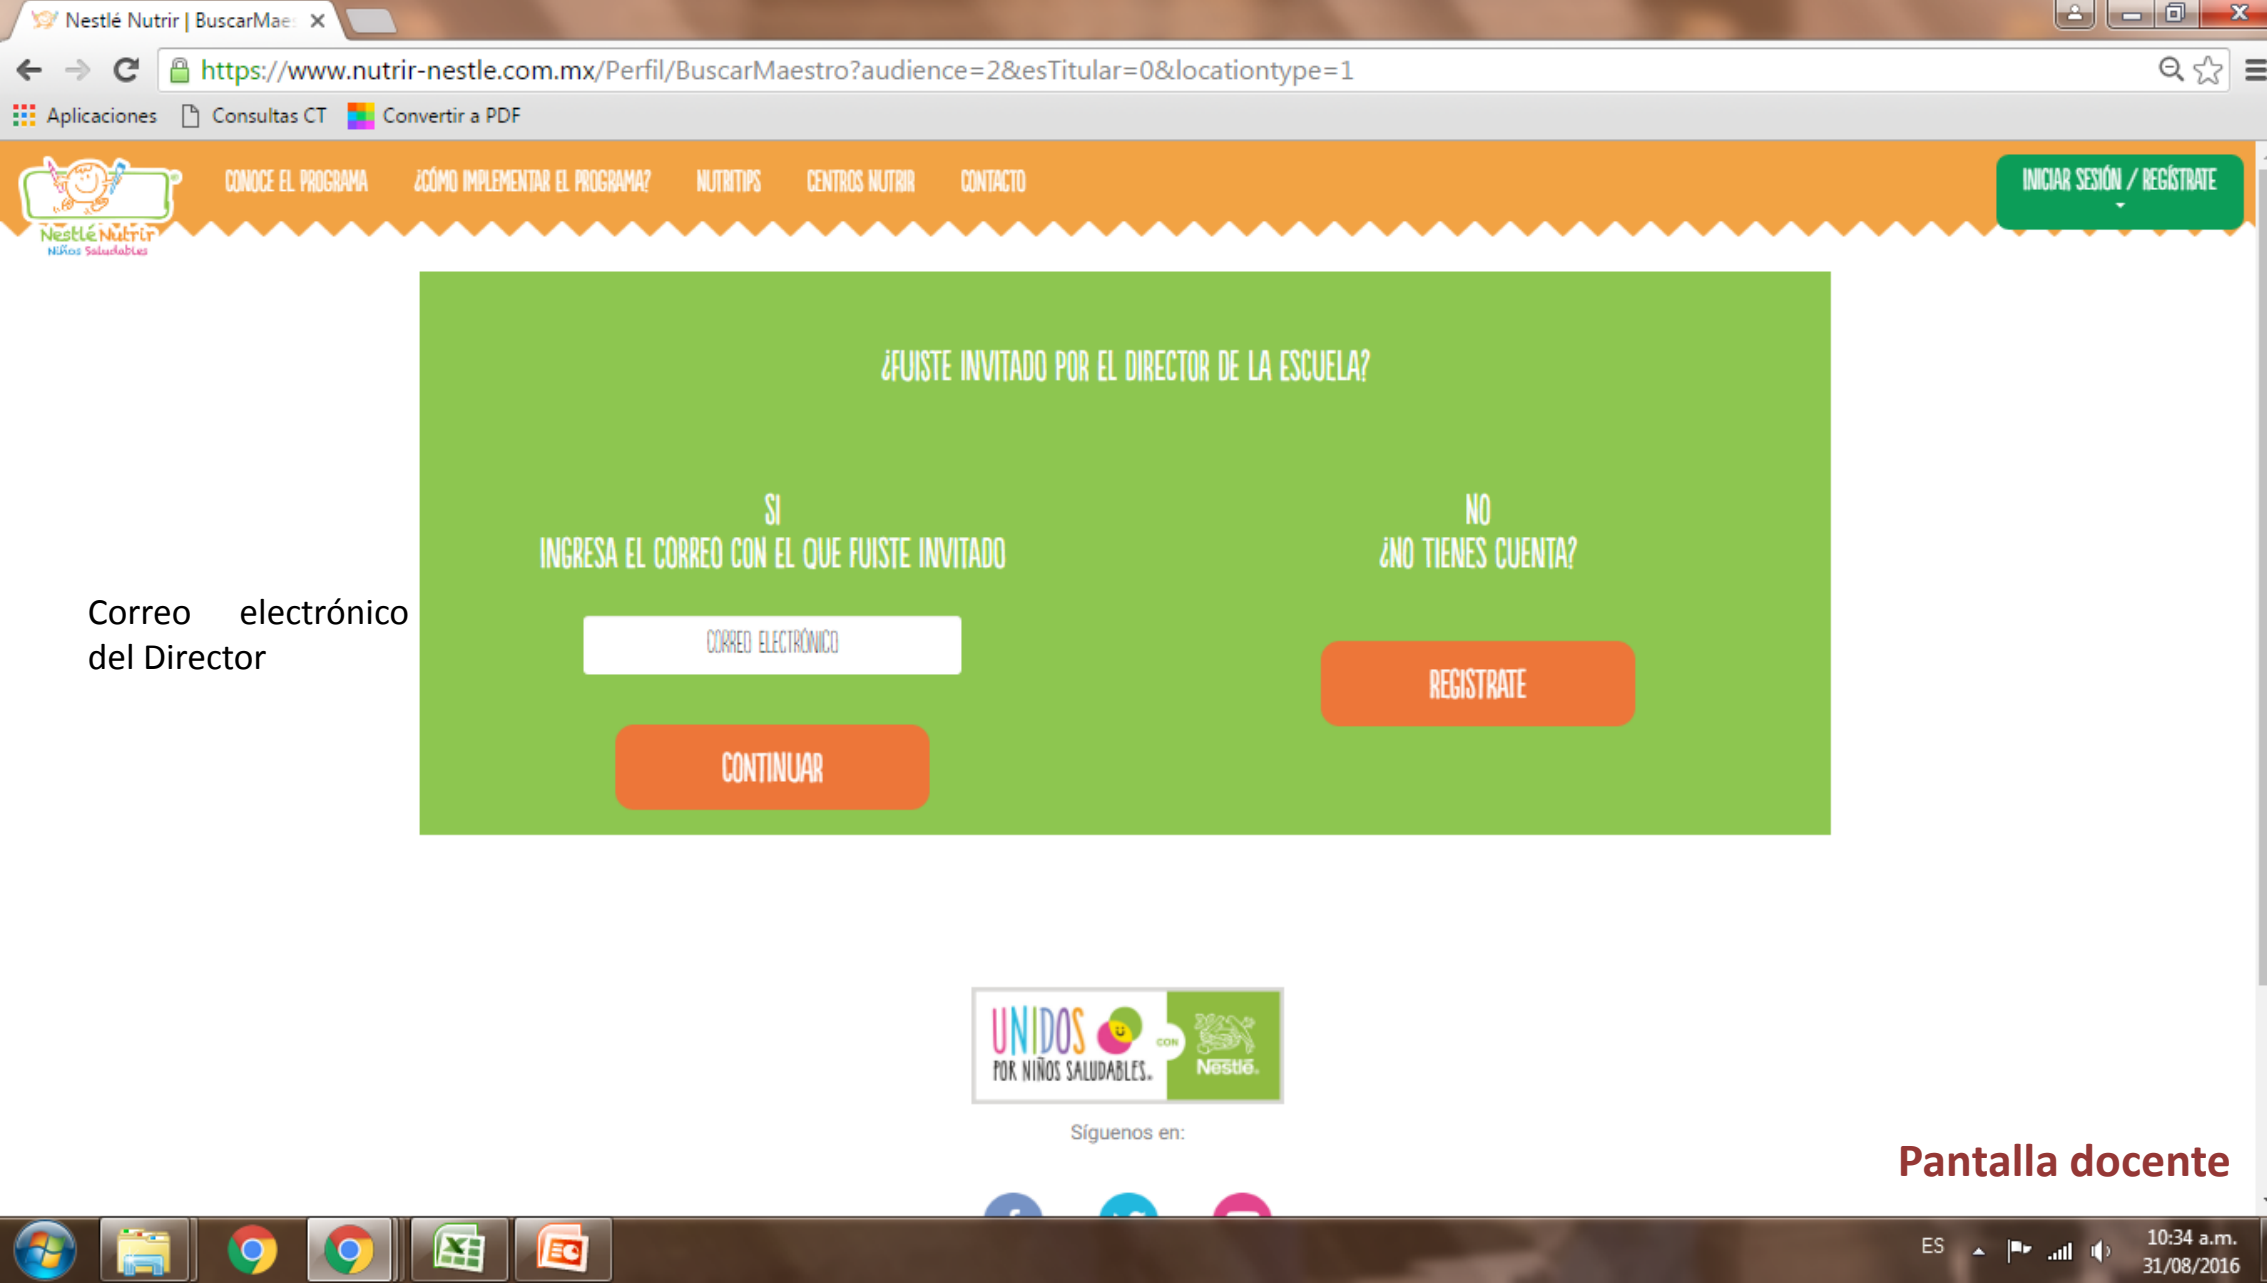 Nestlé Nutrir | BuscarMae
https://www.nutrir-nestle.com.mx/Perfil/BuscarMaestro?audience=2&esTitular=0&locationtype=1
Aplicaciones Consultas CT Convertir a PDF
CONOCE EL PROGRAMA ¿CÓMO IMPLEMENTAR EL PROGRAMA? NUTRITIPS CENTROS NUTRIR CONTACTO INICIAR SESIÓN / REGÍSTRATE
Nestlé Nutrir
Niños Saludables
¿FUISTE INVITADO POR EL DIRECTOR DE LA ESCUELA?
SI
INGRESA EL CORREO CON EL QUE FUISTE INVITADO
CORREO ELECTRÓNICO
CONTINUAR
NO
¿NO TIENES CUENTA?
REGISTRATE
Correo electrónico
del Director
UNIDOS
POR NIÑOS SALUDABLES.
CON
Nestlé.
Síguenos en:
Pantalla docente
ES
10:34 a.m.
31/08/2016